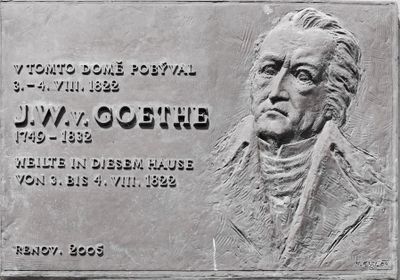 V TOMTO DOMĚ POBÝVAL
3. – 4. VIII. 1822
J. W. v. GOETHE
1749 – 1832
WEILTE IN DIESEM HAUSE
VON 3. BIS 4. VIII. 1822
RENOV. 2005